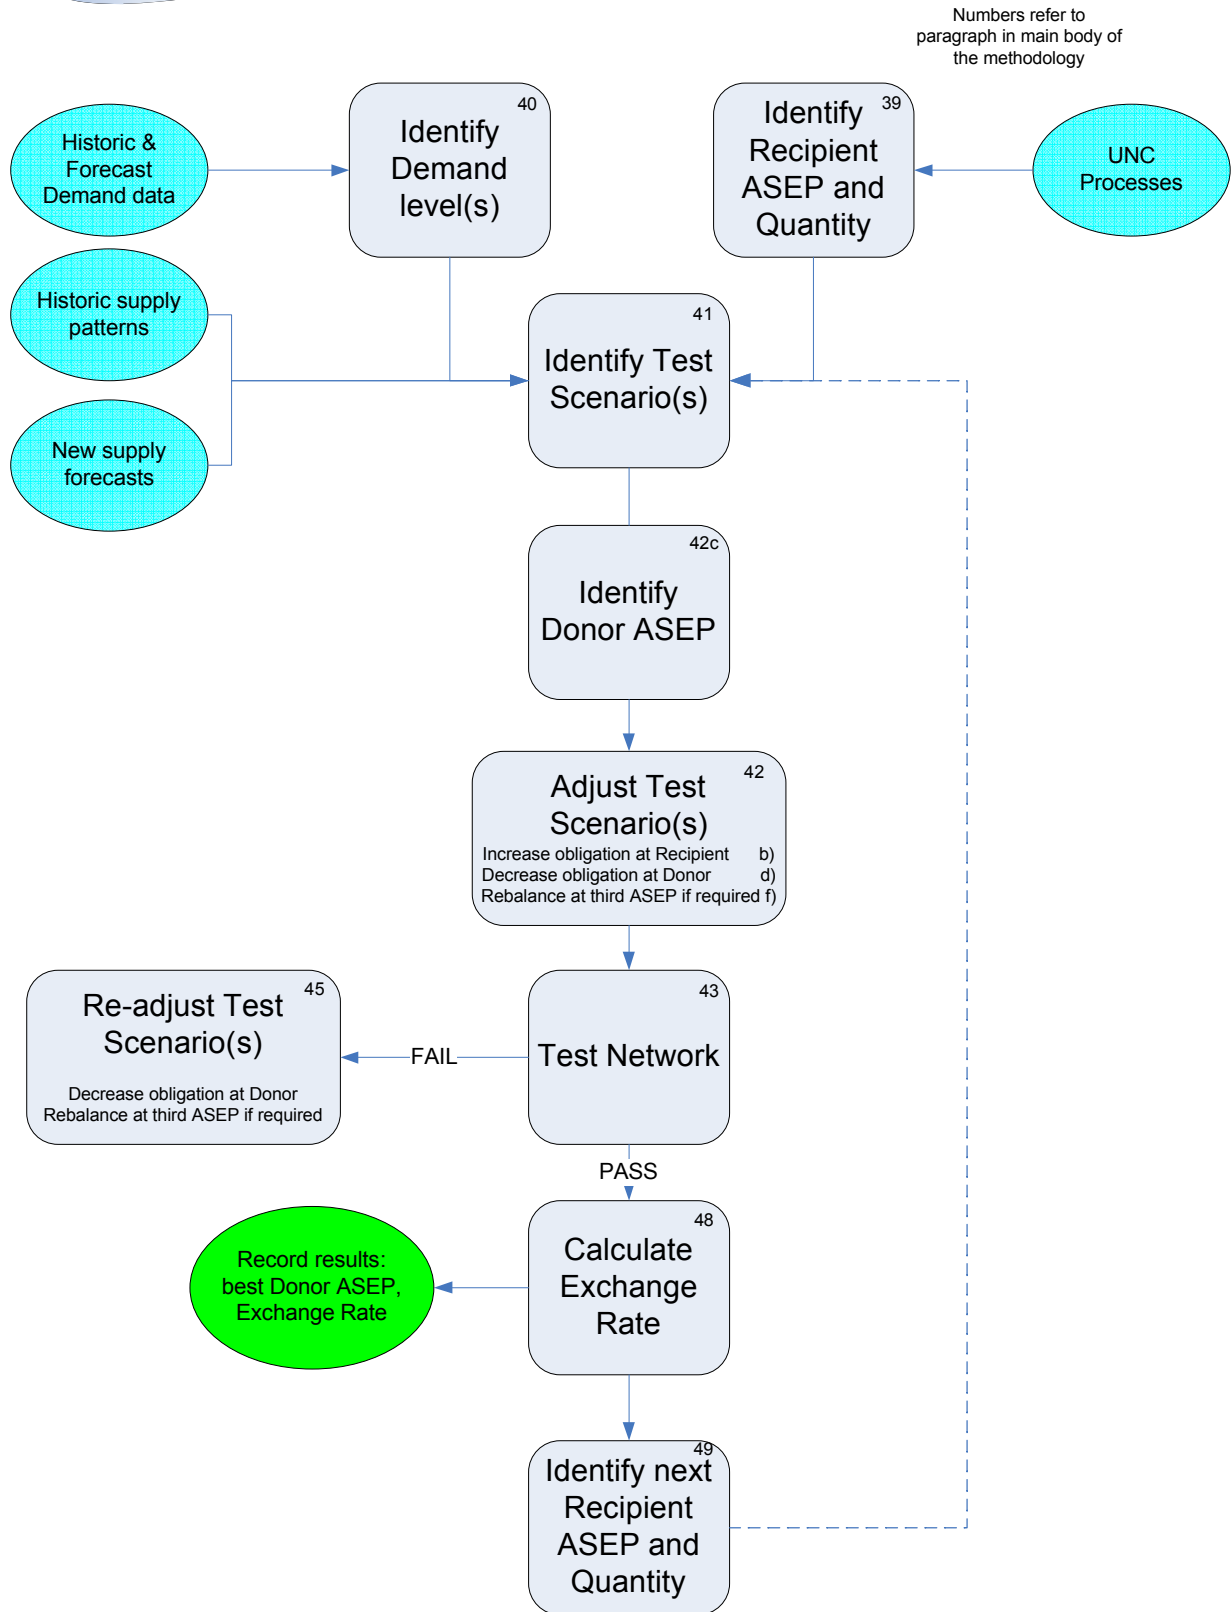 Numbers refer to
paragraph in main body of
the methodology
Historic &
Forecast
Demand data
40
Identify
Demand
level(s)
39
Identify
Recipient
ASEP and
Quantity
UNC
Processes
Historic supply
patterns
41
Identify Test
Scenario(s)
New supply
forecasts
42c
Identify
Donor ASEP
42
Adjust Test
Scenario(s)
Increase obligation at Recipient b)
Decrease obligation at Donor d)
Rebalance at third ASEP if required f)
45
Re-adjust Test
Scenario(s)
Decrease obligation at Donor
Rebalance at third ASEP if required
FAIL
43
Test Network
PASS
48
Calculate
Exchange
Rate
Record results:
best Donor ASEP,
Exchange Rate
49
Identify next
Recipient
ASEP and
Quantity